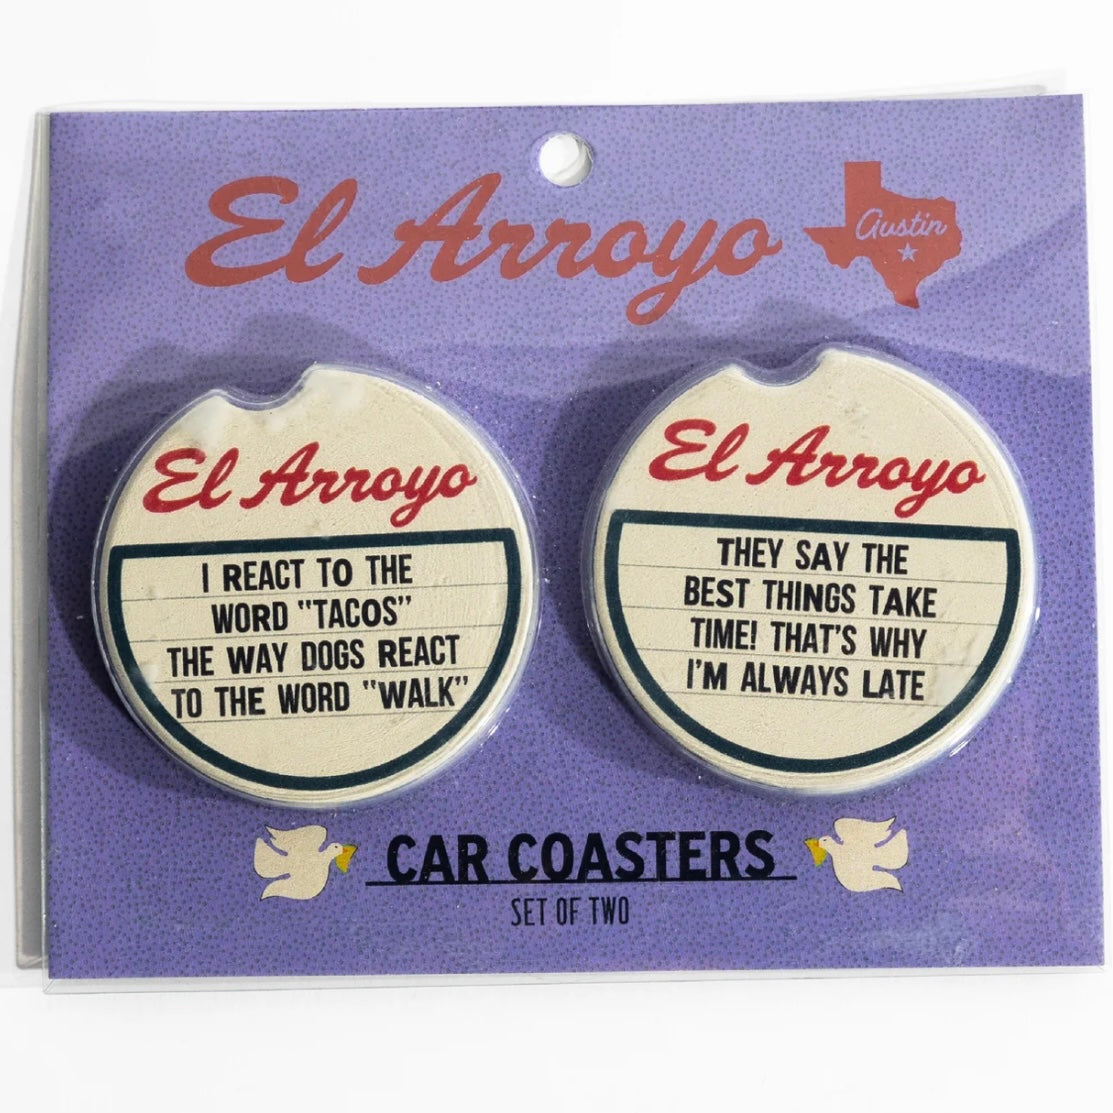 El Arroyo
Austin
El Arroyo
I REACT TO THE
WORD "TACOS"
THE WAY DOGS REACT
TO THE WORD "WALK"
El Arroyo
THEY SAY THE
BEST THINGS TAKE
TIME! THAT'S WHY
I'M ALWAYS LATE
CAR COASTERS
SET OF TWO